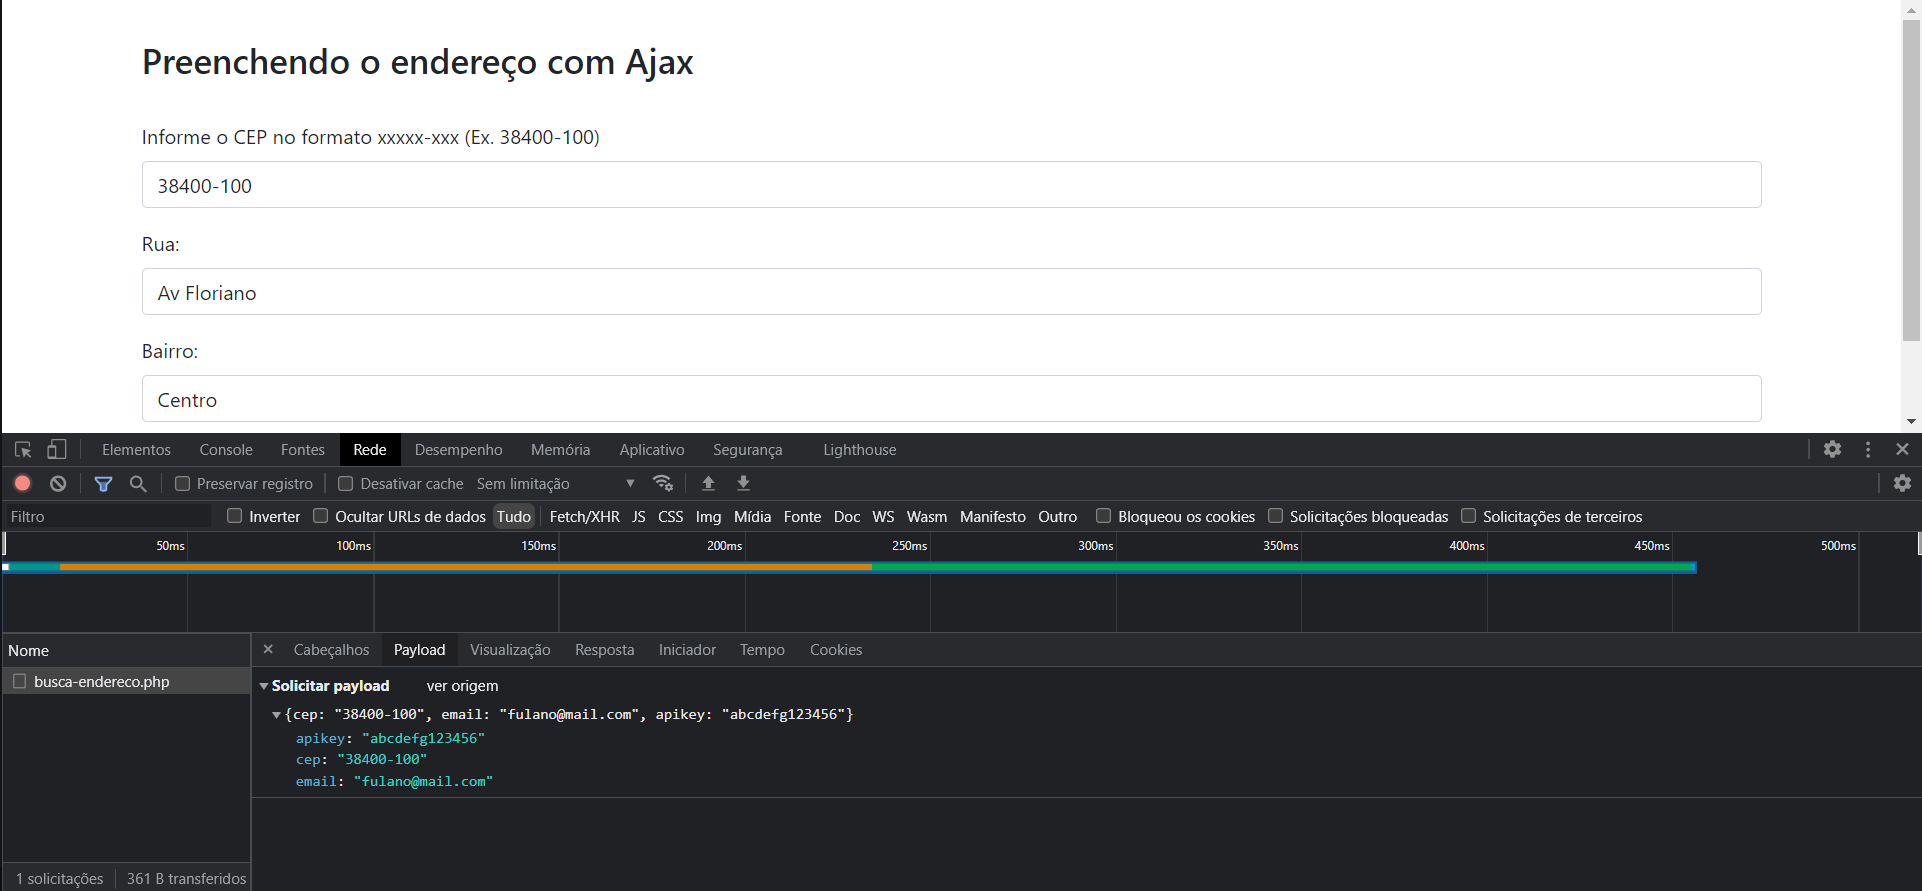 Preenchendo o endereço com Ajax
Informe o CEP no formato xxxxx-xxx (Ex. 38400-100)
38400-100
Rua:
Av Floriano
Bairro:
Centro
Elementos Console Fontes Rede Desempenho Memória Aplicativo Segurança Lighthouse
Preservar registro Desativar cache Sem limitação
Filtro Inverter Ocultar URLs de dados Tudo Fetch/XHR JS CSS Img Mídia Fonte Doc WS Wasm Manifesto Outro Bloqueou os cookies Solicitações bloqueadas Solicitações de terceiros
50ms 100ms 150ms 200ms 250ms 300ms 350ms 400ms 450ms 500ms
Nome
busca-endereco.php
1 solicitações 361 B transferidos
Cabeçalhos Payload Visualização Resposta Iniciador Tempo Cookies
Solicitar payload ver origem
{cep: "38400-100", email: "fulano@mail.com", apikey: "abcdefg123456"}
apikey: "abcdefg123456"
cep: "38400-100"
email: "fulano@mail.com"